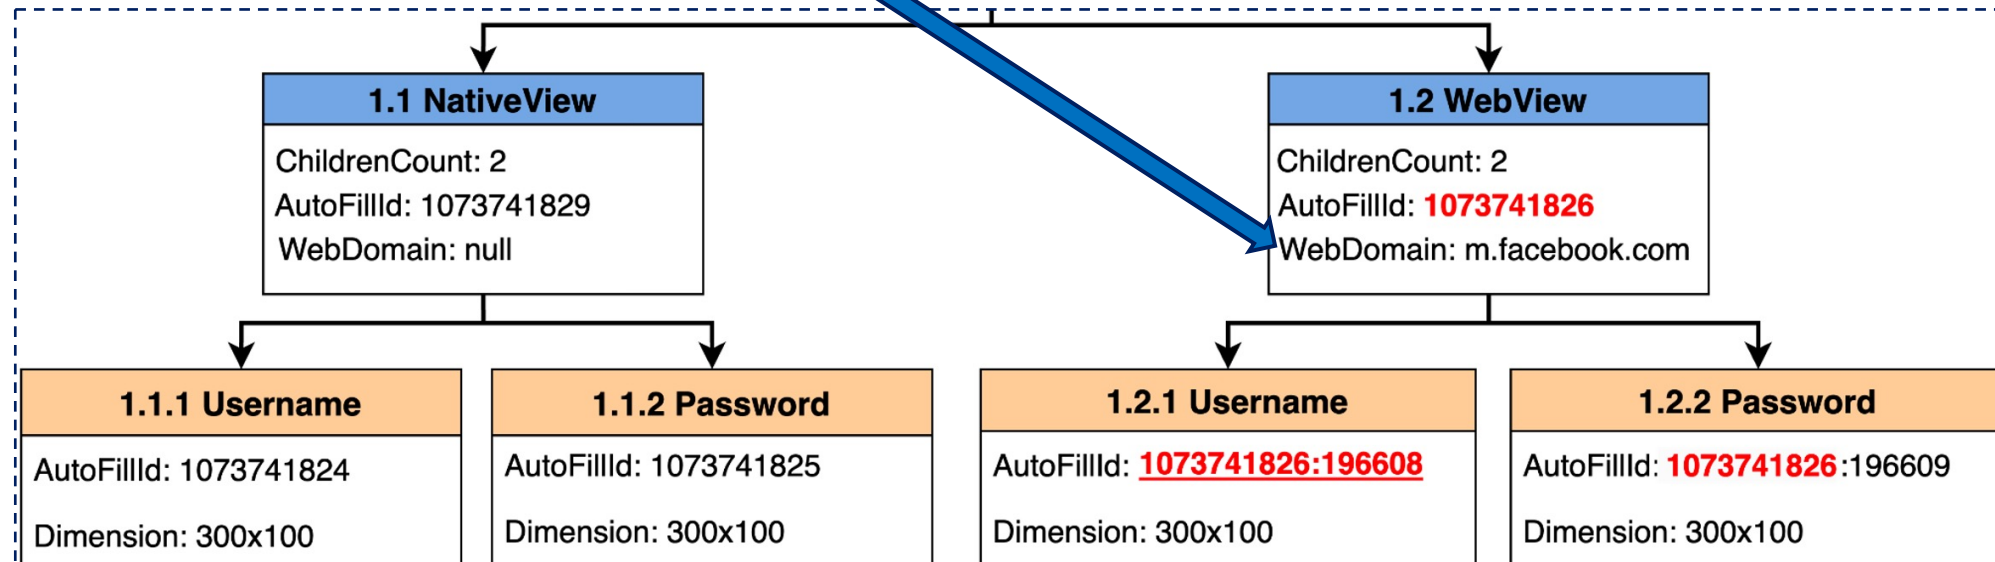 1.1 NativeView
ChildrenCount: 2
AutoFillId: 1073741829
WebDomain: null
1.2 WebView
ChildrenCount: 2
AutoFillId: 1073741826
WebDomain: m.facebook.com
1.1.1 Username
AutoFillId: 1073741824
Dimension: 300x100
1.1.2 Password
AutoFillId: 1073741825
Dimension: 300x100
1.2.1 Username
AutoFillId: 1073741826:196608
Dimension: 300x100
1.2.2 Password
AutoFillId: 1073741826:196609
Dimension: 300x100